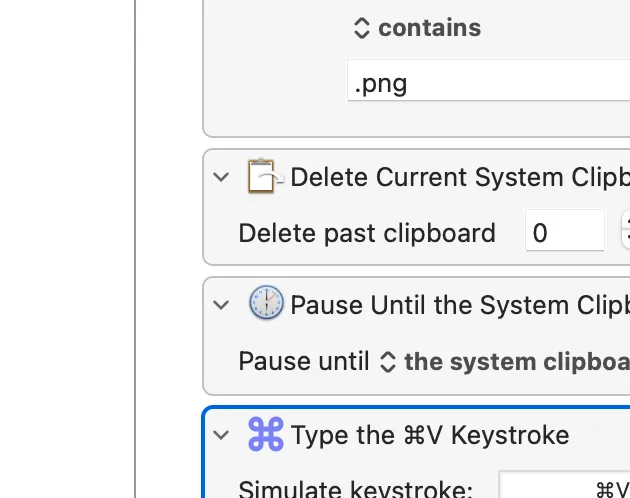 contains
.png
Delete Current System Clipb
Delete past clipboard 0
Pause Until the System Clipb
Pause until the system clipboa
Type the ⌘V Keystroke
Simulate keystroke: ⌘V